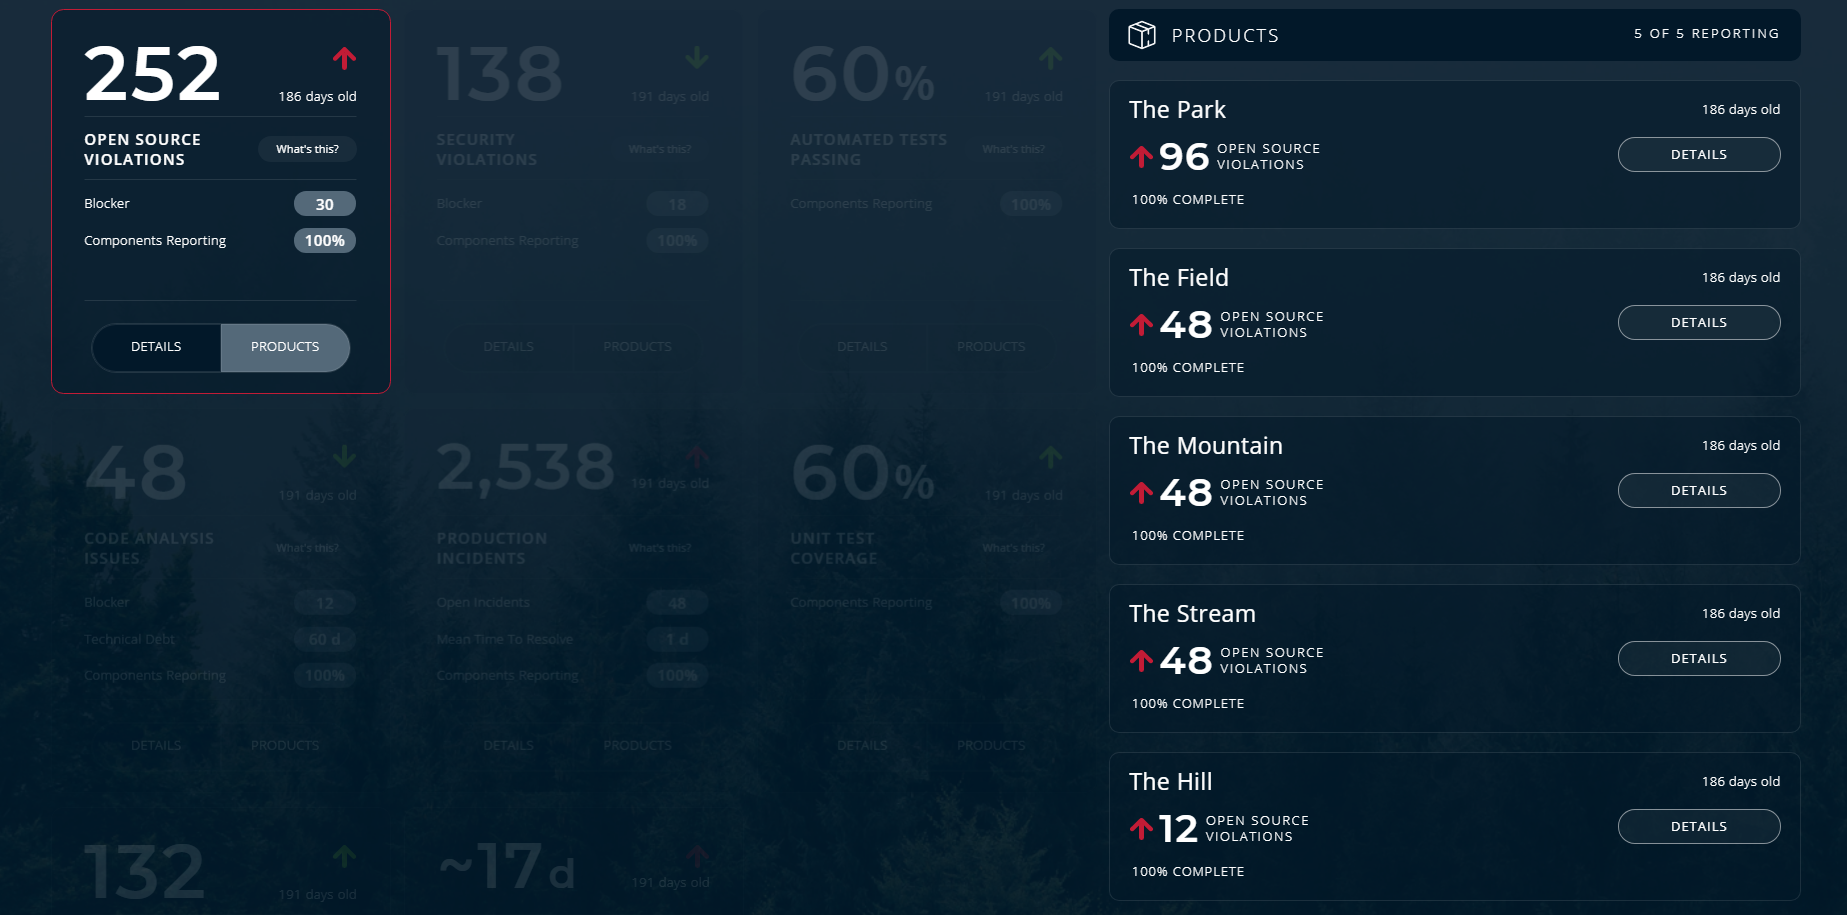 252
186 days old
OPEN SOURCE
VIOLATIONS
What's this?
Blocker 30
Components Reporting 100%
DETAILS PRODUCTS
138
191 days old
SECURITY
VIOLATIONS
What's this?
Blocker 18
Components Reporting 100%
DETAILS PRODUCTS
60%
191 days old
AUTOMATED TESTS
PASSING
What's this?
Components Reporting 100%
DETAILS PRODUCTS
48
191 days old
CODE ANALYSIS
ISSUES
What's this?
Blocker 12
Technical Debt 60 d
Components Reporting 100%
DETAILS PRODUCTS
2,538
191 days old
PRODUCTION
INCIDENTS
What's this?
Open Incidents 48
Mean Time To Resolve 1 d
Components Reporting 100%
DETAILS PRODUCTS
60%
191 days old
UNIT TEST
COVERAGE
What's this?
Components Reporting 100%
DETAILS PRODUCTS
132
191 days old
~17 d
191 days old
PRODUCTS 5 OF 5 REPORTING
The Park 186 days old
96 OPEN SOURCE
VIOLATIONS
DETAILS
100% COMPLETE
The Field 186 days old
48 OPEN SOURCE
VIOLATIONS
DETAILS
100% COMPLETE
The Mountain 186 days old
48 OPEN SOURCE
VIOLATIONS
DETAILS
100% COMPLETE
The Stream 186 days old
48 OPEN SOURCE
VIOLATIONS
DETAILS
100% COMPLETE
The Hill 186 days old
12 OPEN SOURCE
VIOLATIONS
DETAILS
100% COMPLETE